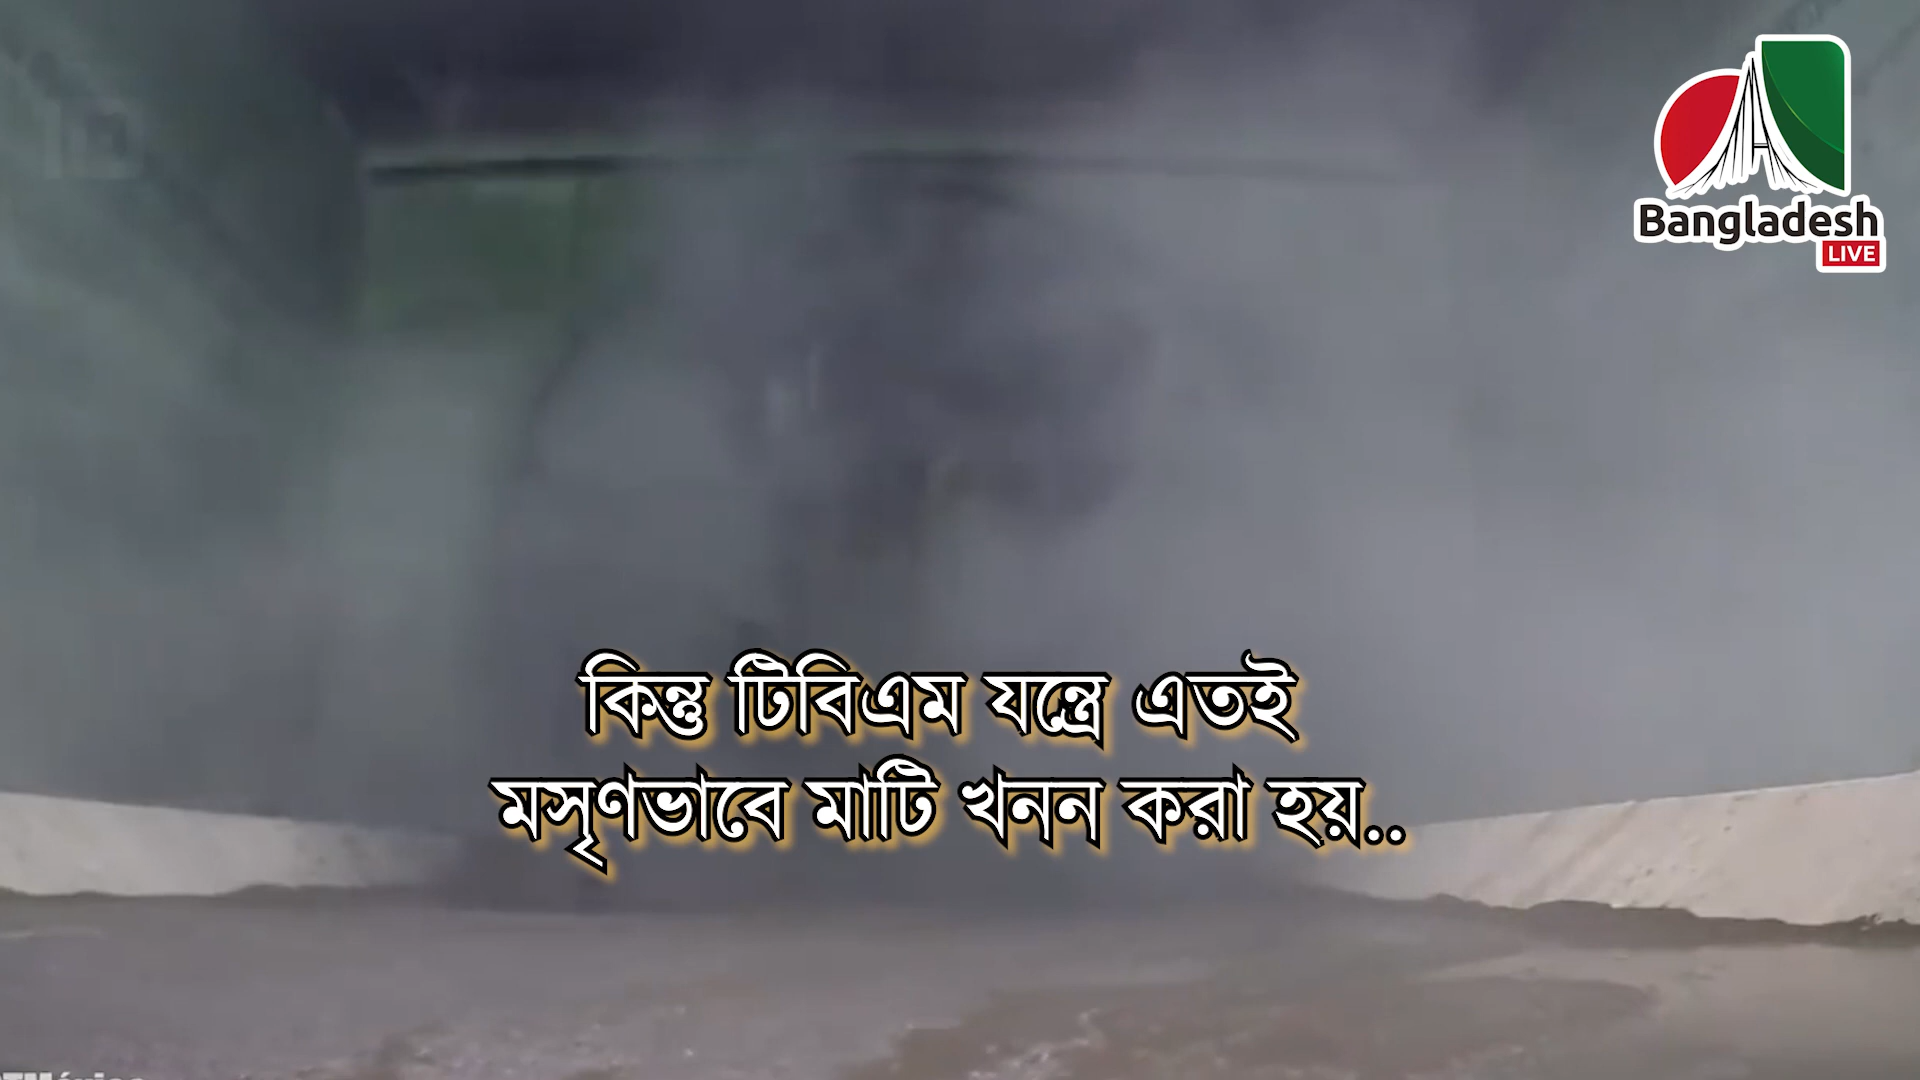 Bangladesh
LIVE
কিন্তু টিবিএম যন্ত্রে এতই
মসৃণভাবে মাটি খনন করা হয়..